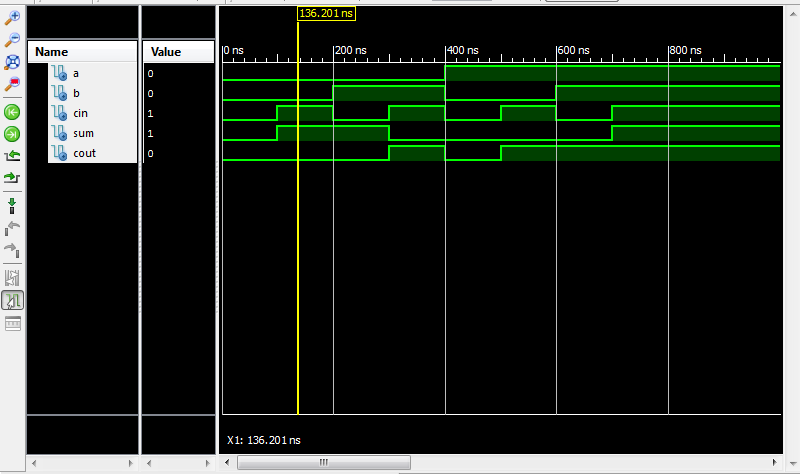 136.201 ns
Name Value
0 ns 200 ns 400 ns 600 ns 800 ns
a 0
b 0
cin 1
sum 1
cout 0
X1: 136.201 ns